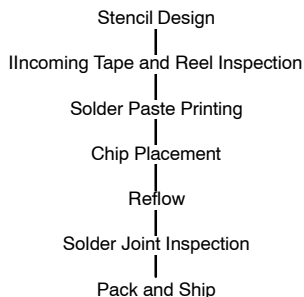 Stencil Design
IIncoming Tape and Reel Inspection
Solder Paste Printing
Chip Placement
Reflow
Solder Joint Inspection
Pack and Ship